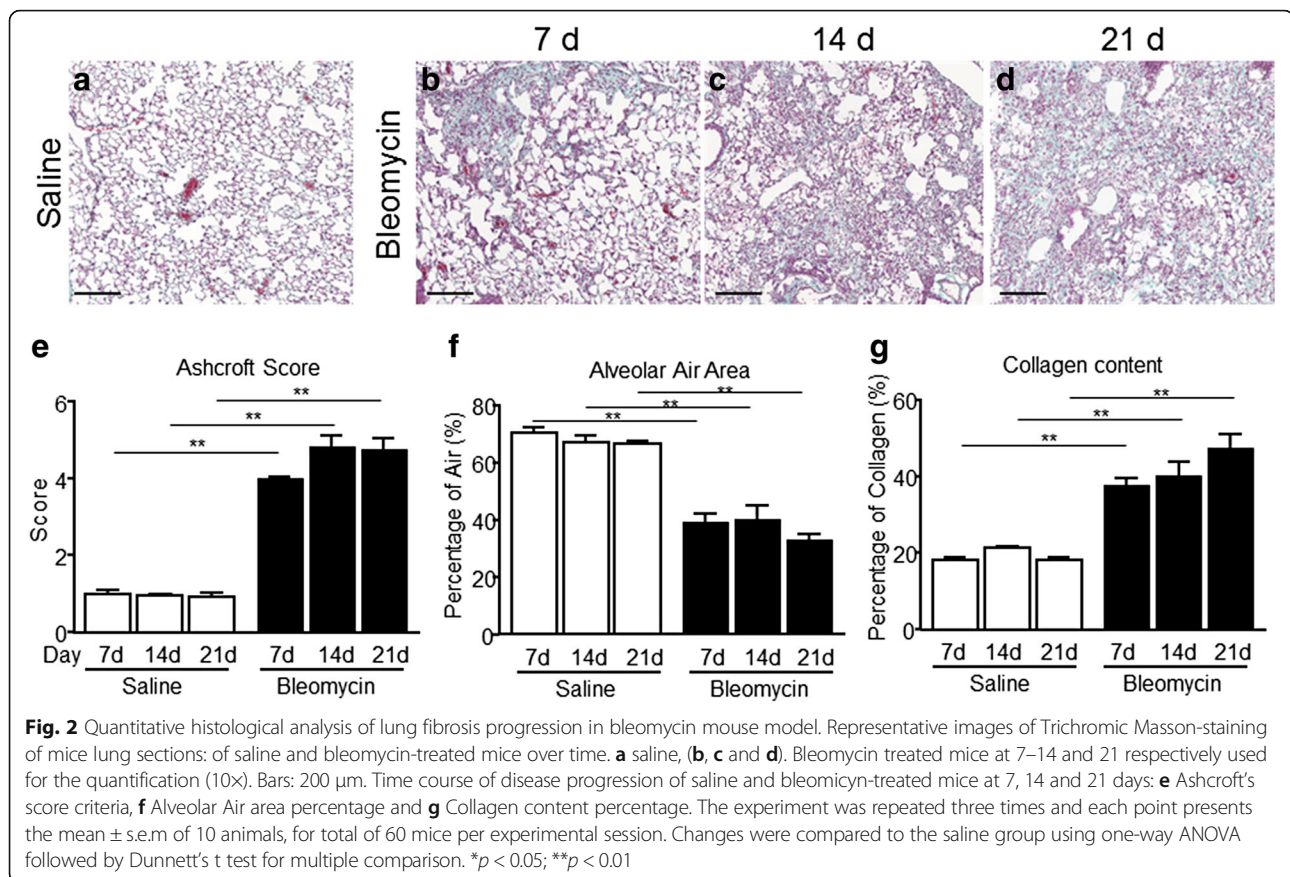 7 d 14 d 21 d
a b c d
Saline
Bleomycin
e
Ashcroft Score
Score
6
4
2
0
** ** **
Day 7d 14d 21d 7d 14d 21d
Saline Bleomycin
f
Alveolar Air Area
Percentage of Air (%)
80
60
40
20
0
** ** **
7d 14d 21d 7d 14d 21d
Saline Bleomycin
g
Collagen content
Percentage of Collagen (%)
60
40
20
0
** ** **
7d 14d 21d 7d 14d 21d
Saline Bleomycin
Fig. 2 Quantitative histological analysis of lung fibrosis progression in bleomycin mouse model. Representative images of Trichromic Masson-staining
of mice lung sections: of saline and bleomycin-treated mice over time. a saline, (b, c and d). Bleomycin treated mice at 7–14 and 21 respectively used
for the quantification (10×). Bars: 200 μm. Time course of disease progression of saline and bleomicyn-treated mice at 7, 14 and 21 days: e Ashcroft's
score criteria, f Alveolar Air area percentage and g Collagen content percentage. The experiment was repeated three times and each point presents
the mean ± s.e.m of 10 animals, for total of 60 mice per experimental session. Changes were compared to the saline group using one-way ANOVA
followed by Dunnett's t test for multiple comparison. *p < 0.05; **p < 0.01